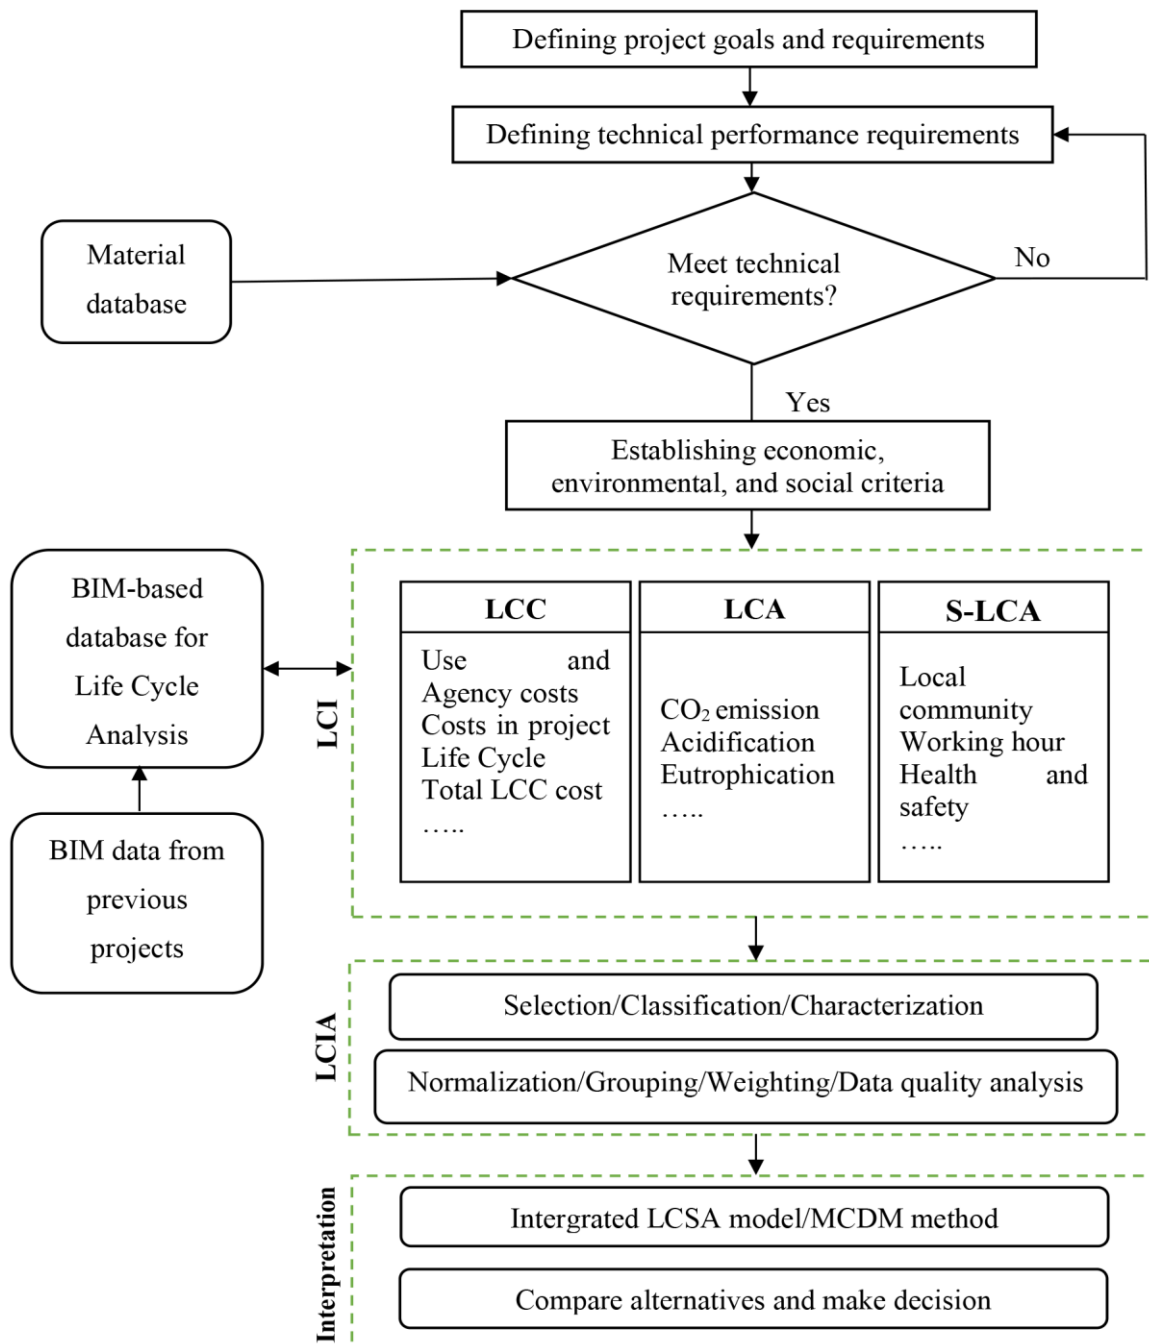 Defining project goals and requirements
Defining technical performance requirements
Material
database
Meet technical
requirements?
No
Yes
Establishing economic,
environmental, and social criteria
BIM-based
database for
Life Cycle
Analysis
BIM data from
previous
projects
LCI
LCC
Use and
Agency costs
Costs in project
Life Cycle
Total LCC cost
…..
LCA
CO₂ emission
Acidification
Eutrophication
…..
S-LCA
Local
community
Working hour
Health and
safety
…..
LCIA
Selection/Classification/Characterization
Normalization/Grouping/Weighting/Data quality analysis
Interpretation
Intergrated LCSA model/MCDM method
Compare alternatives and make decision